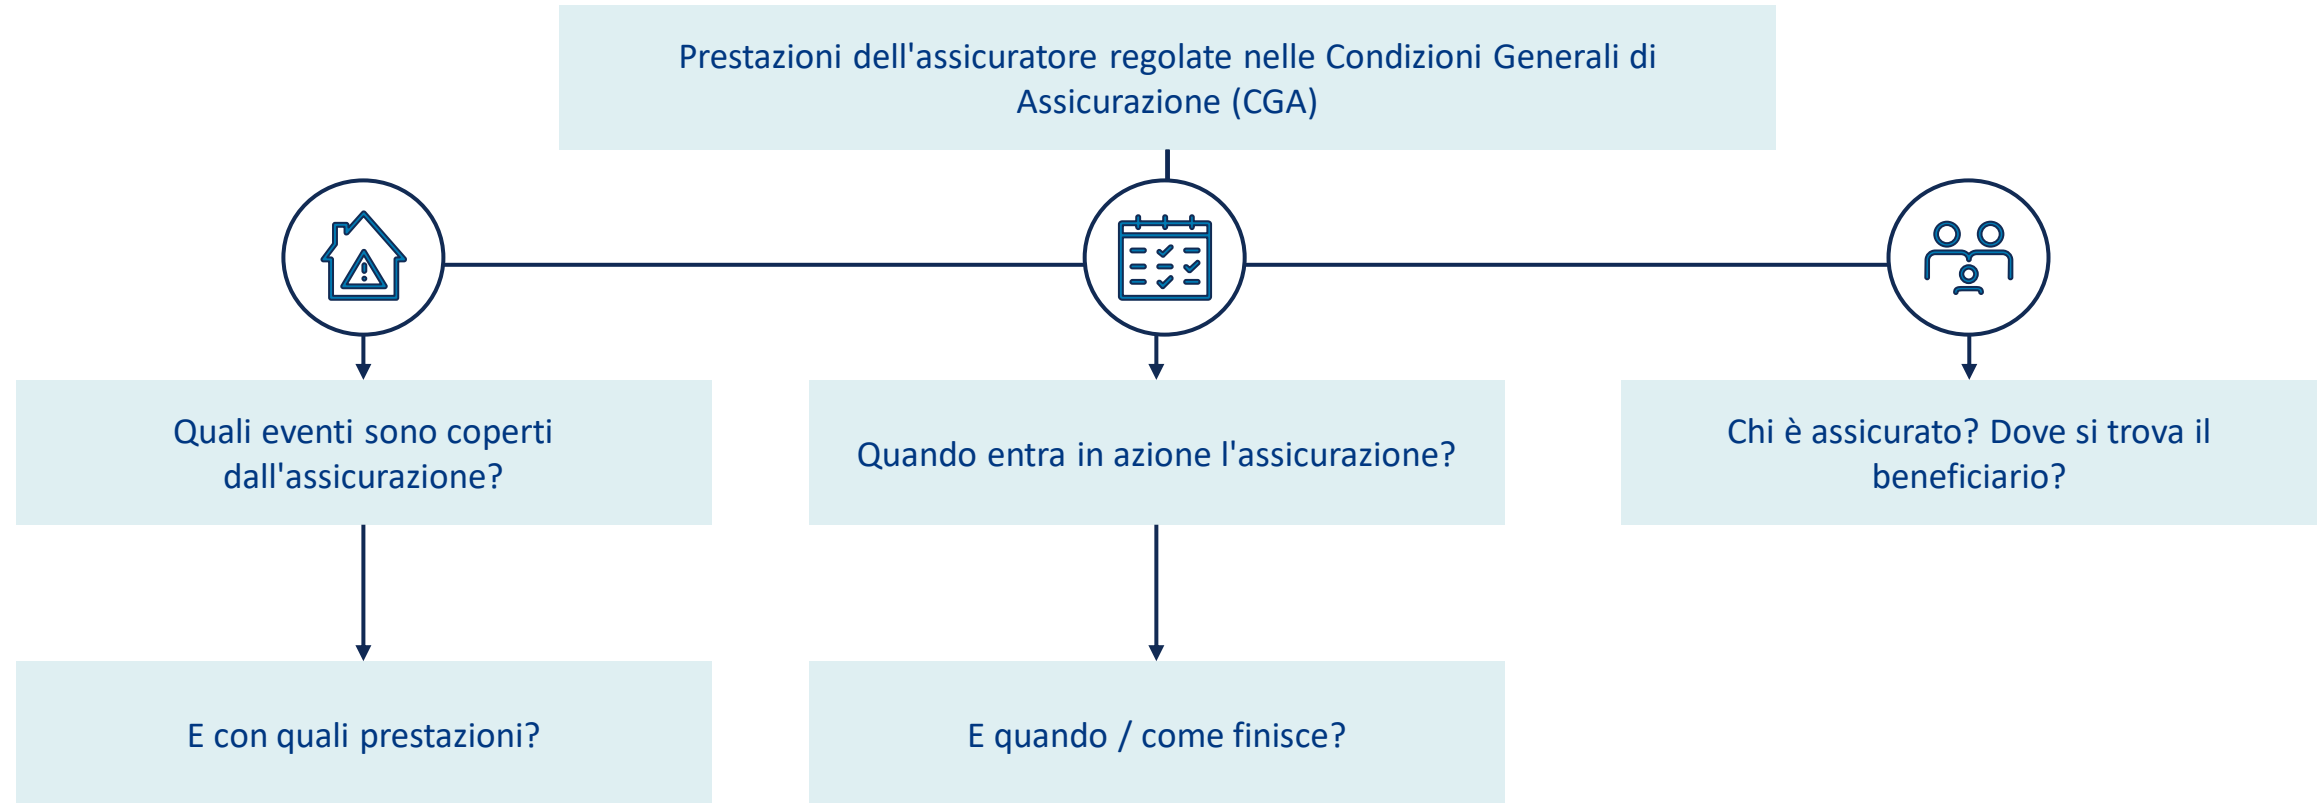 Prestazioni dell'assicuratore regolate nelle Condizioni Generali di
Assicurazione (CGA)
Quali eventi sono coperti
dall'assicurazione?
Quando entra in azione l'assicurazione?
Chi è assicurato? Dove si trova il
beneficiario?
E con quali prestazioni?
E quando / come finisce?